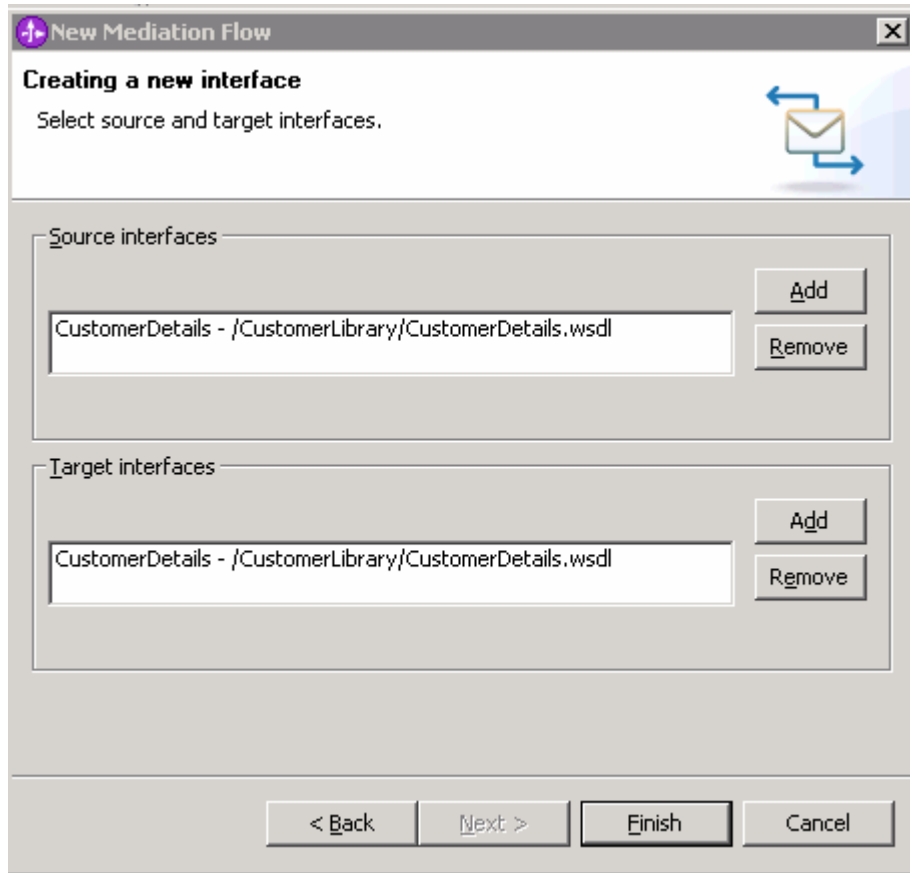 New Mediation Flow
Creating a new interface
Select source and target interfaces.
Source interfaces
Add
CustomerDetails - /CustomerLibrary/CustomerDetails.wsdl
Remove
Target interfaces
Add
CustomerDetails - /CustomerLibrary/CustomerDetails.wsdl
Remove
< Back Next > Finish Cancel